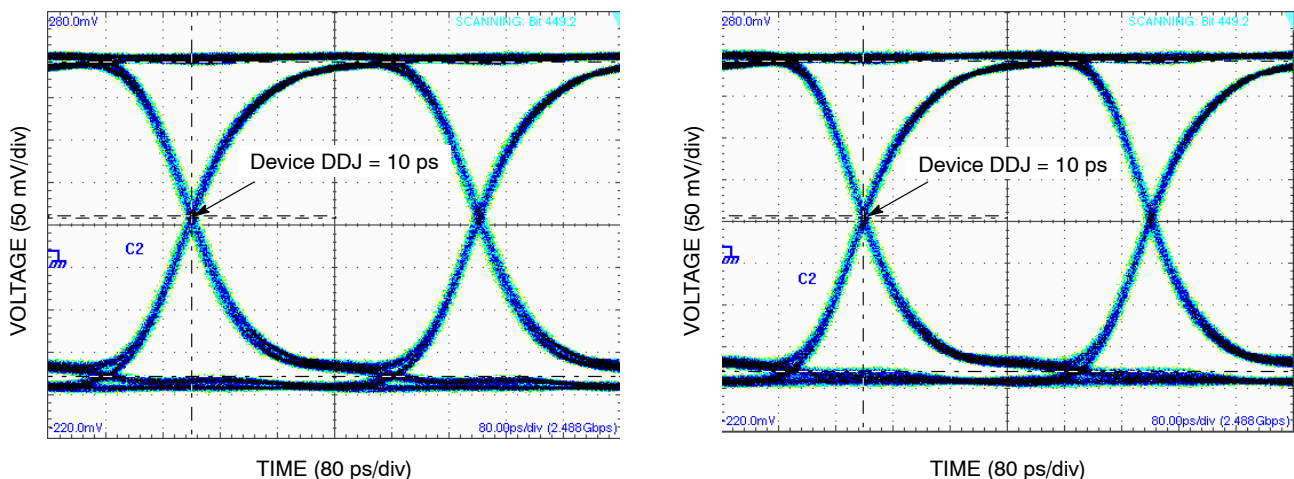 280.0mV
SCANNING: Bit 449.2
Device DDJ = 10 ps
C2
VOLTAGE (50 mV/div)
-220.0mV
80.00ps/div (2.488Gbps)
TIME (80 ps/div)
280.0mV
SCANNING: Bit 449.2
Device DDJ = 10 ps
C2
VOLTAGE (50 mV/div)
-220.0mV
80.00ps/div (2.488Gbps)
TIME (80 ps/div)